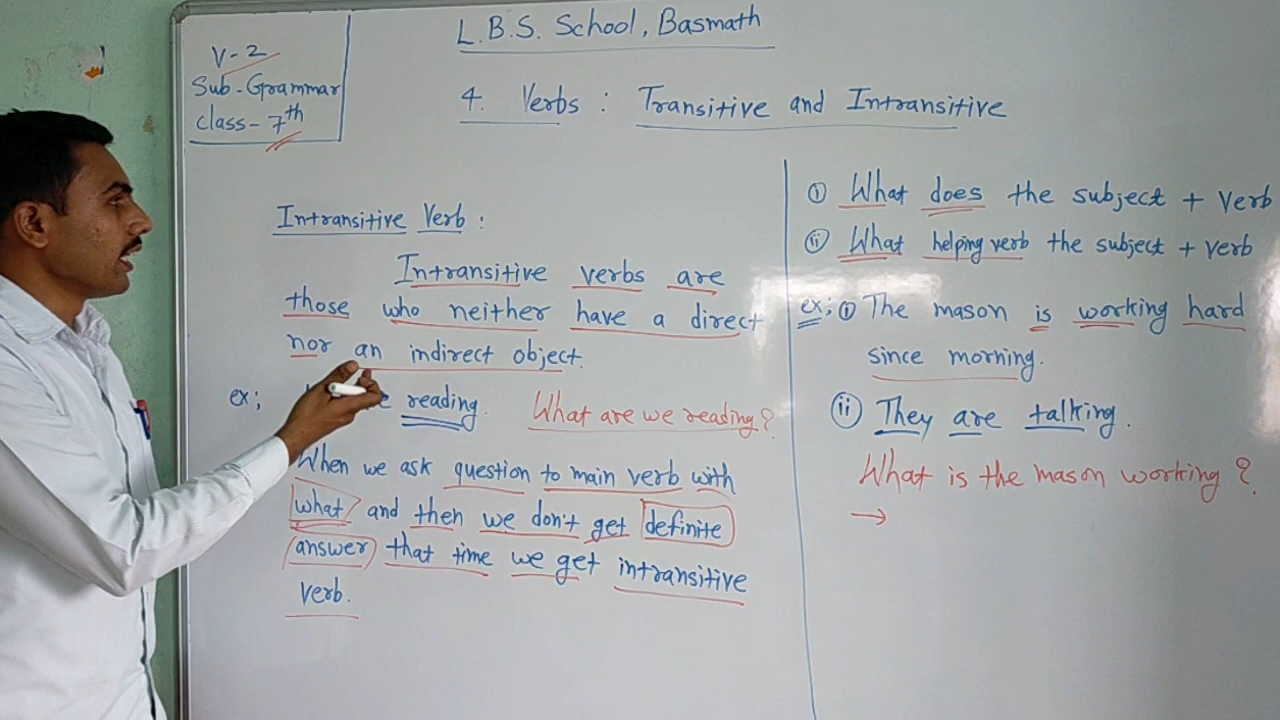 L.B.S. School, Basmath
V-2
Sub-Grammar
class-7th
4. Verbs : Transitive and Intransitive
Intransitive Verb :
Intransitive verbs are
those who neither have a direct
nor an indirect object.
ex; reading. What are we reading?
When we ask question to main verb with
what and then we don't get definite
answer that time we get intransitive
verb.
① What does the subject + verb
ⅱ What helping verb the subject + verb
ex; ① The mason is working hard
since morning.
ⅱ They are talking.
What is the mason working?
→